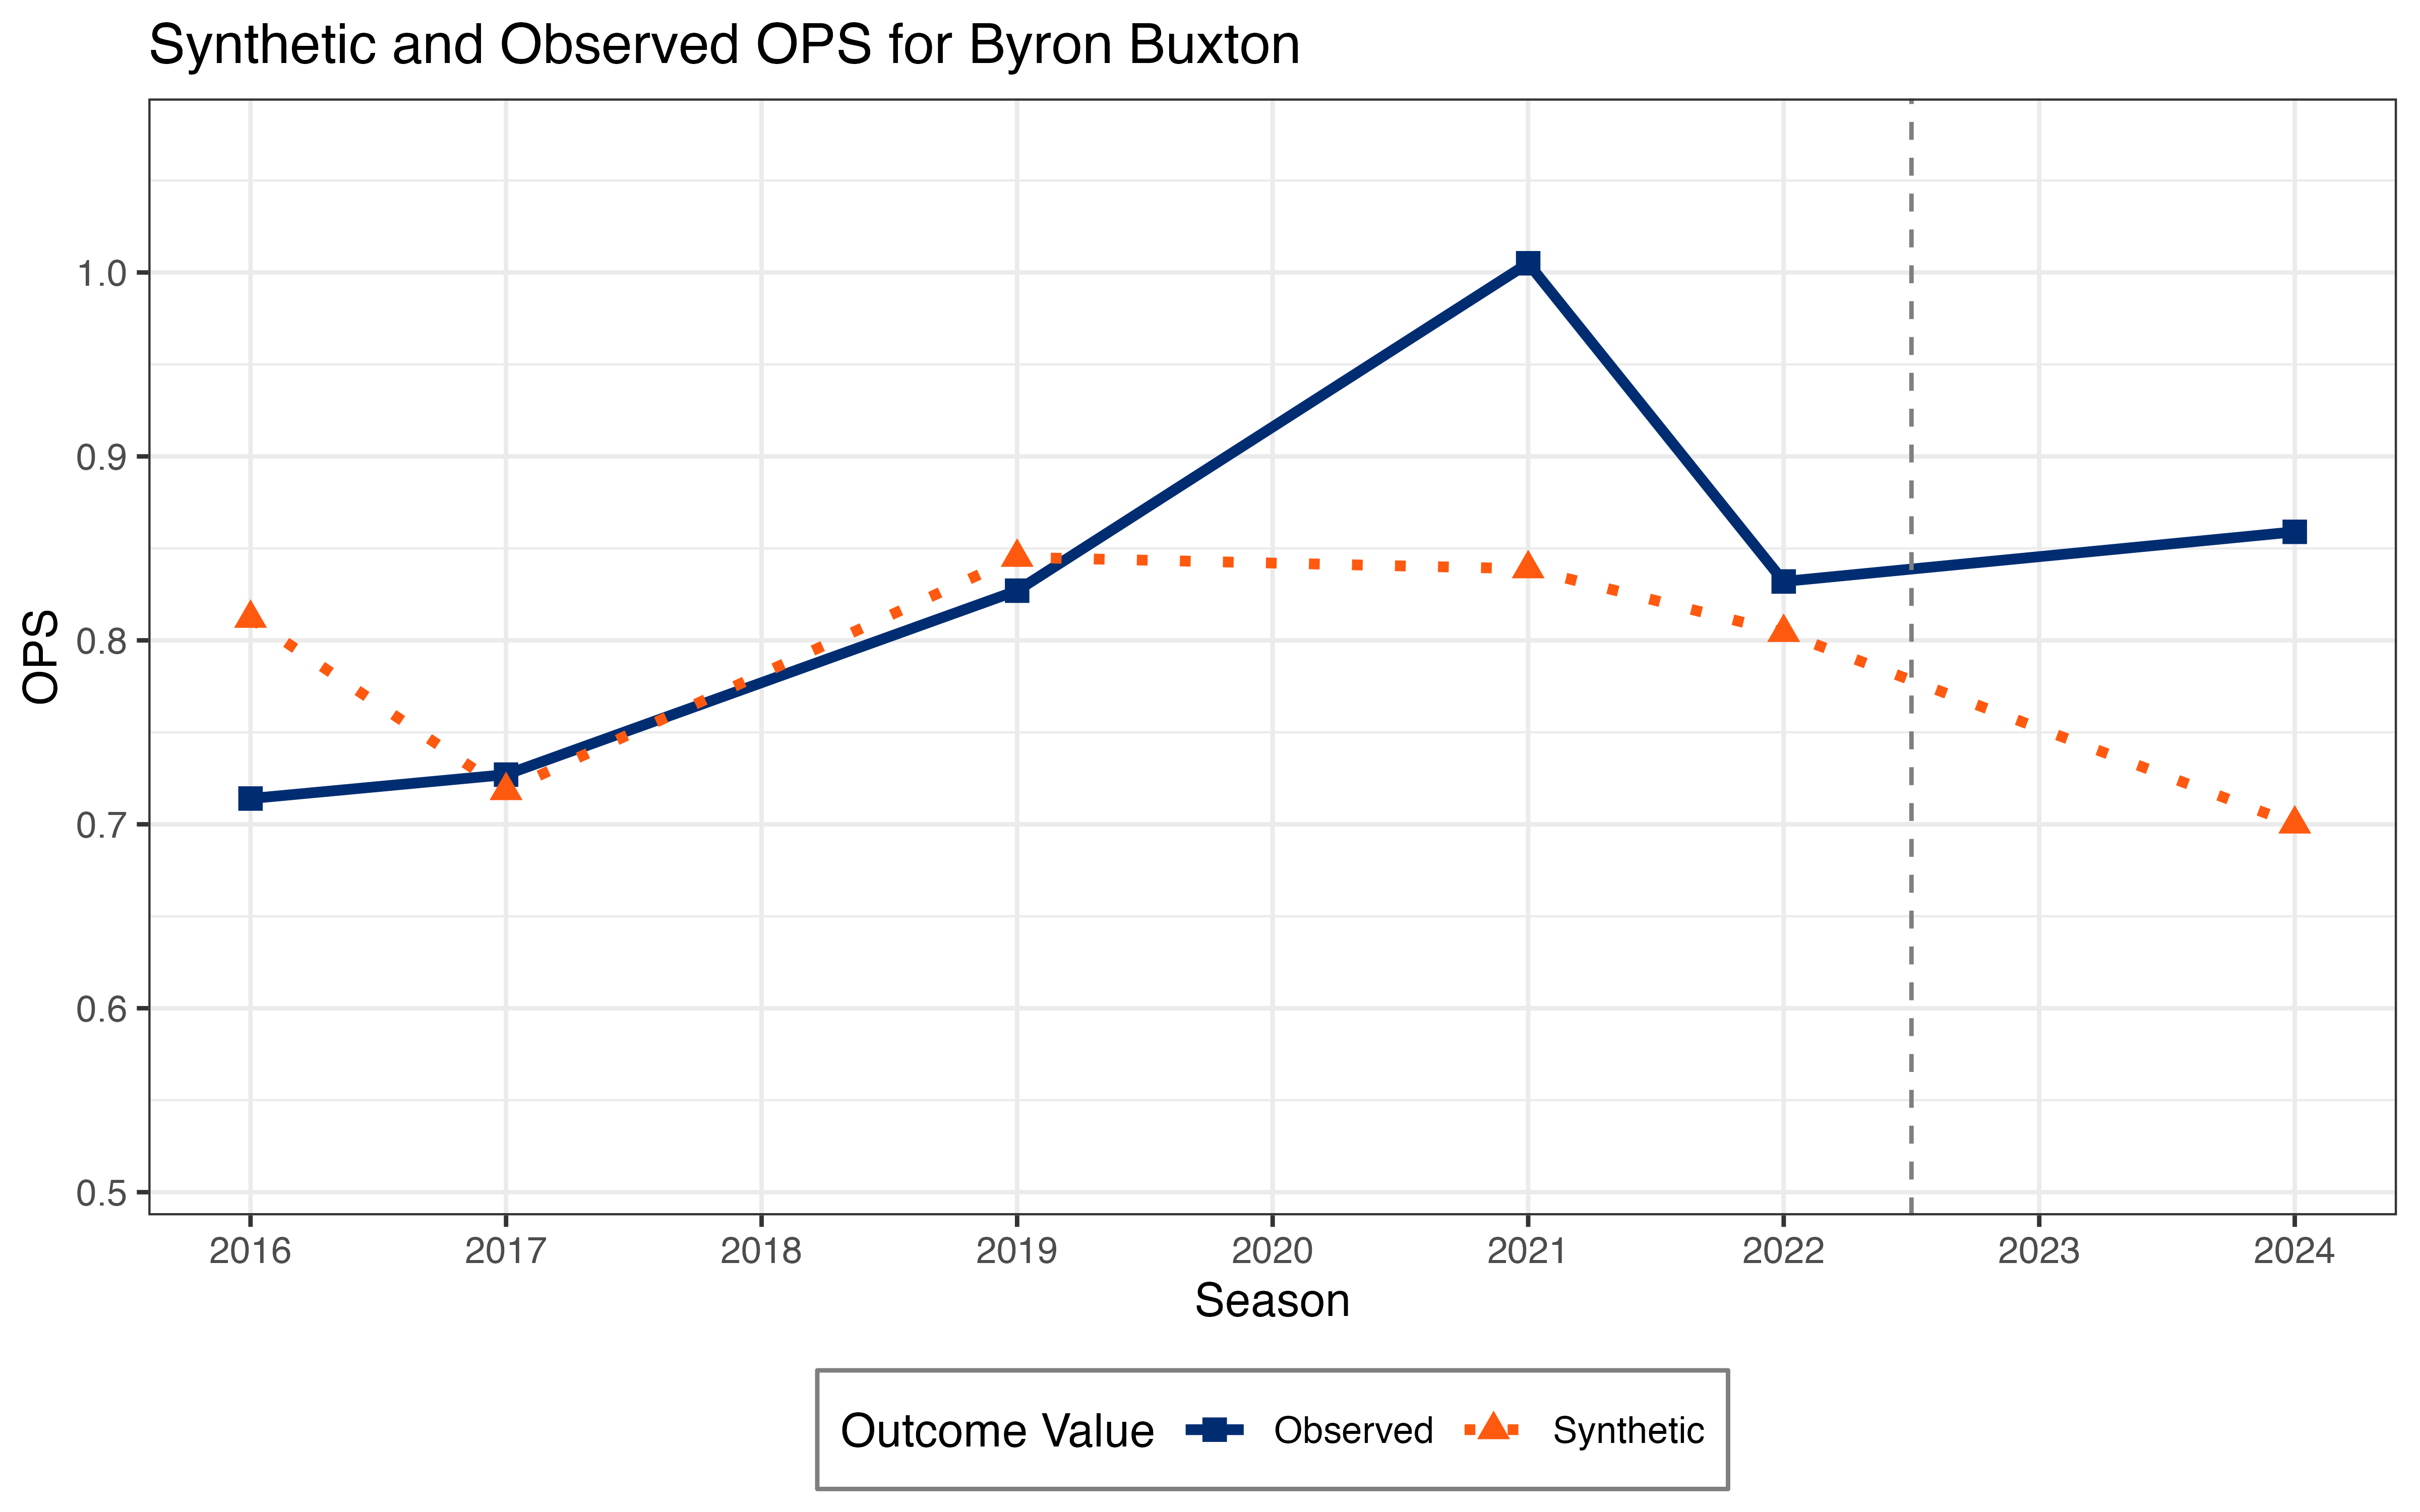 Synthetic and Observed OPS for Byron Buxton
OPS
1.0
0.9
0.8
0.7
0.6
0.5
2016 2017 2018 2019 2020 2021 2022 2023 2024
Season
Outcome Value Observed Synthetic